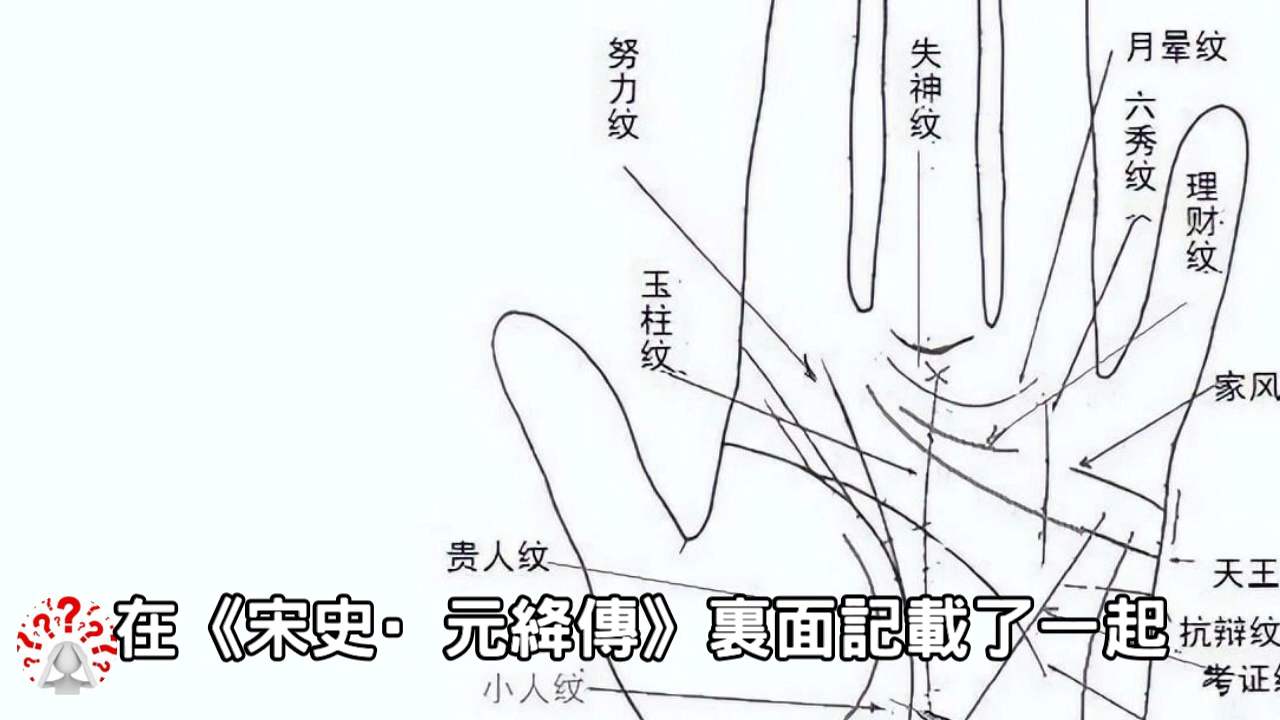 努力纹
失神纹
月晕纹
六秀纹
理财纹
玉柱纹
家风
贵人纹
天王
在《宋史·元絳傳》裏面記載了一起
抗辩纹
小人纹
考证